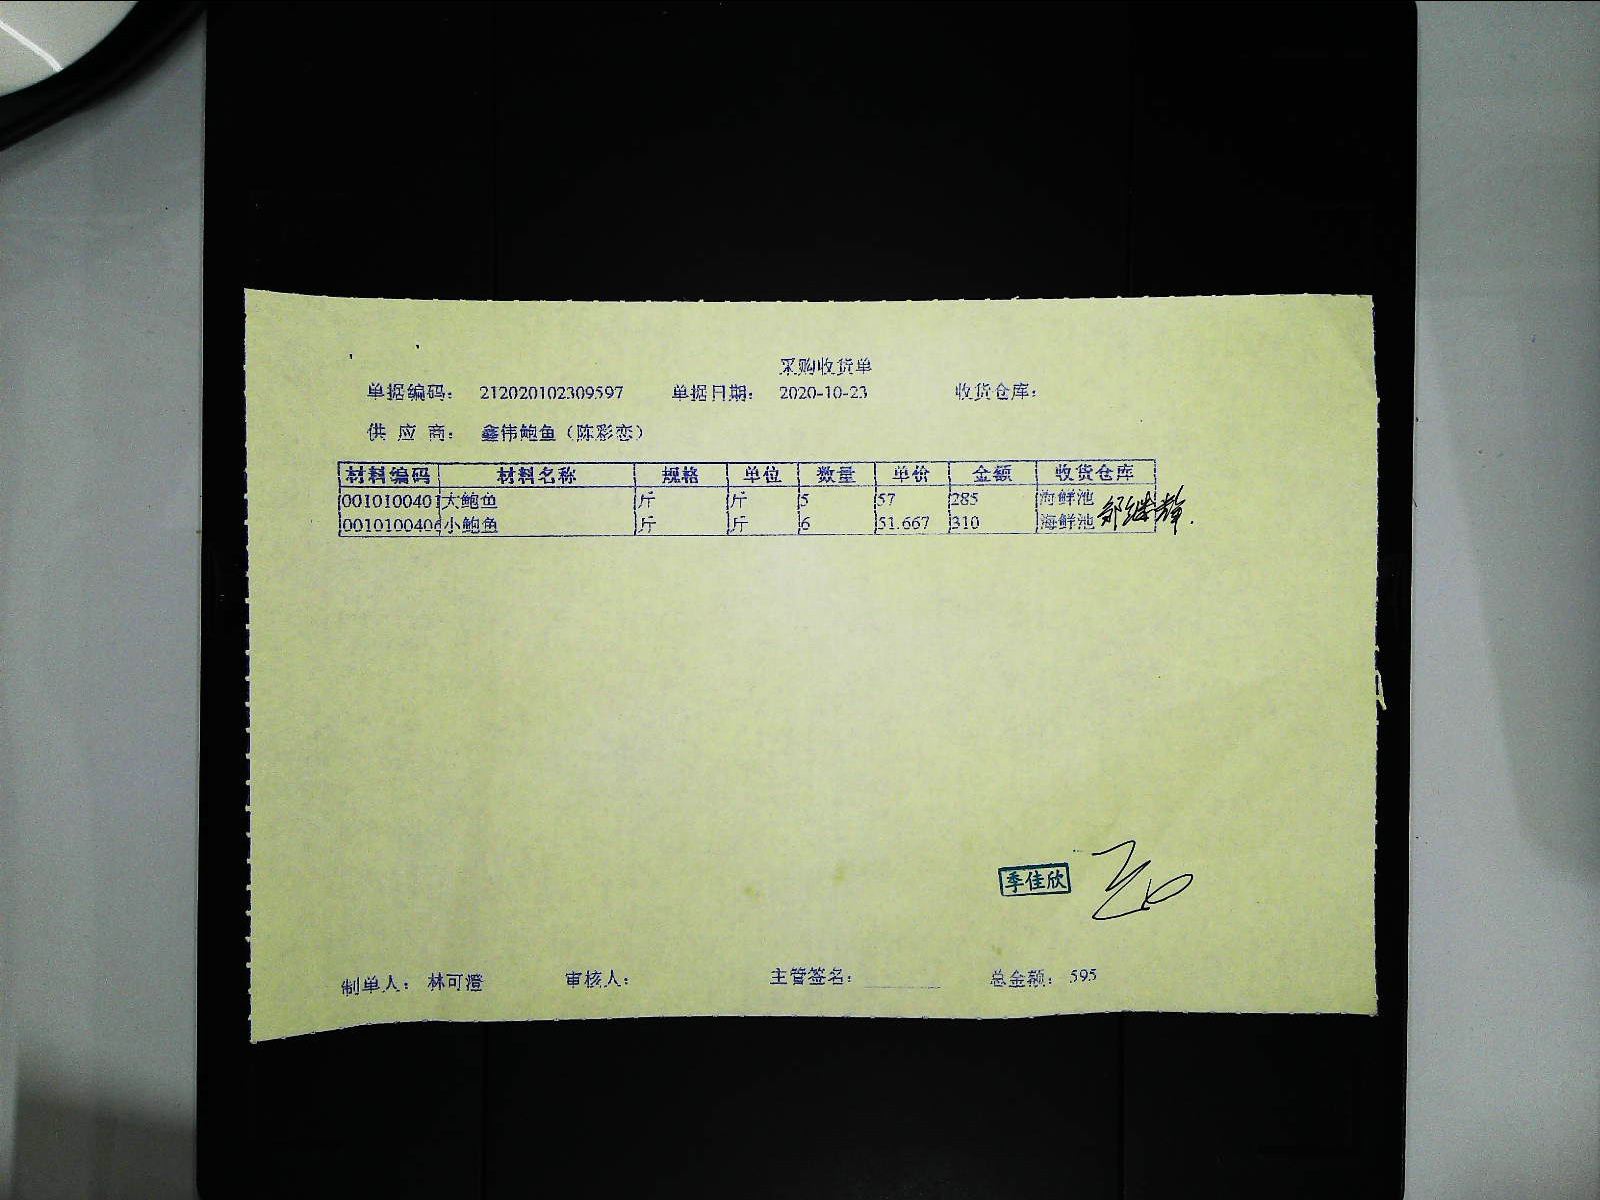 采购收货单
单据编码： 212020102309597 单据日期： 2020-10-23 收货仓库：
供 应 商： 鑫伟鲍鱼（陈彩恋）
材料编码 材料名称 规格 单位 数量 单价 金额 收货仓库
0010100401 大鲍鱼 斤 斤 5 57 285 海鲜池
0010100406 小鲍鱼 斤 斤 6 51.667 310 海鲜池
季佳欣
制单人： 林可澄 审核人： 主管签名： 总金额： 595